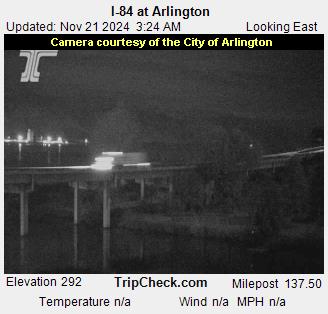 I-84 at Arlington
Updated: Nov 21 2024 3:24 AM Looking East
Camera courtesy of the City of Arlington
Elevation 292 TripCheck.com Milepost 137.50
Temperature n/a Wind n/a MPH n/a